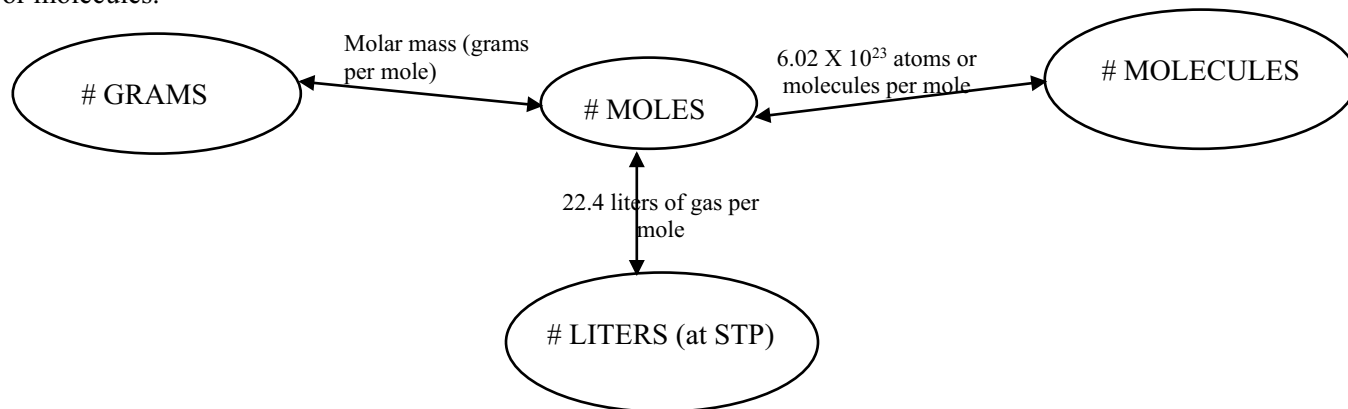 or molecules.
Molar mass (grams
per mole)
6.02 X 10²³ atoms or
molecules per mole
# GRAMS
# MOLES
# MOLECULES
22.4 liters of gas per
mole
# LITERS (at STP)